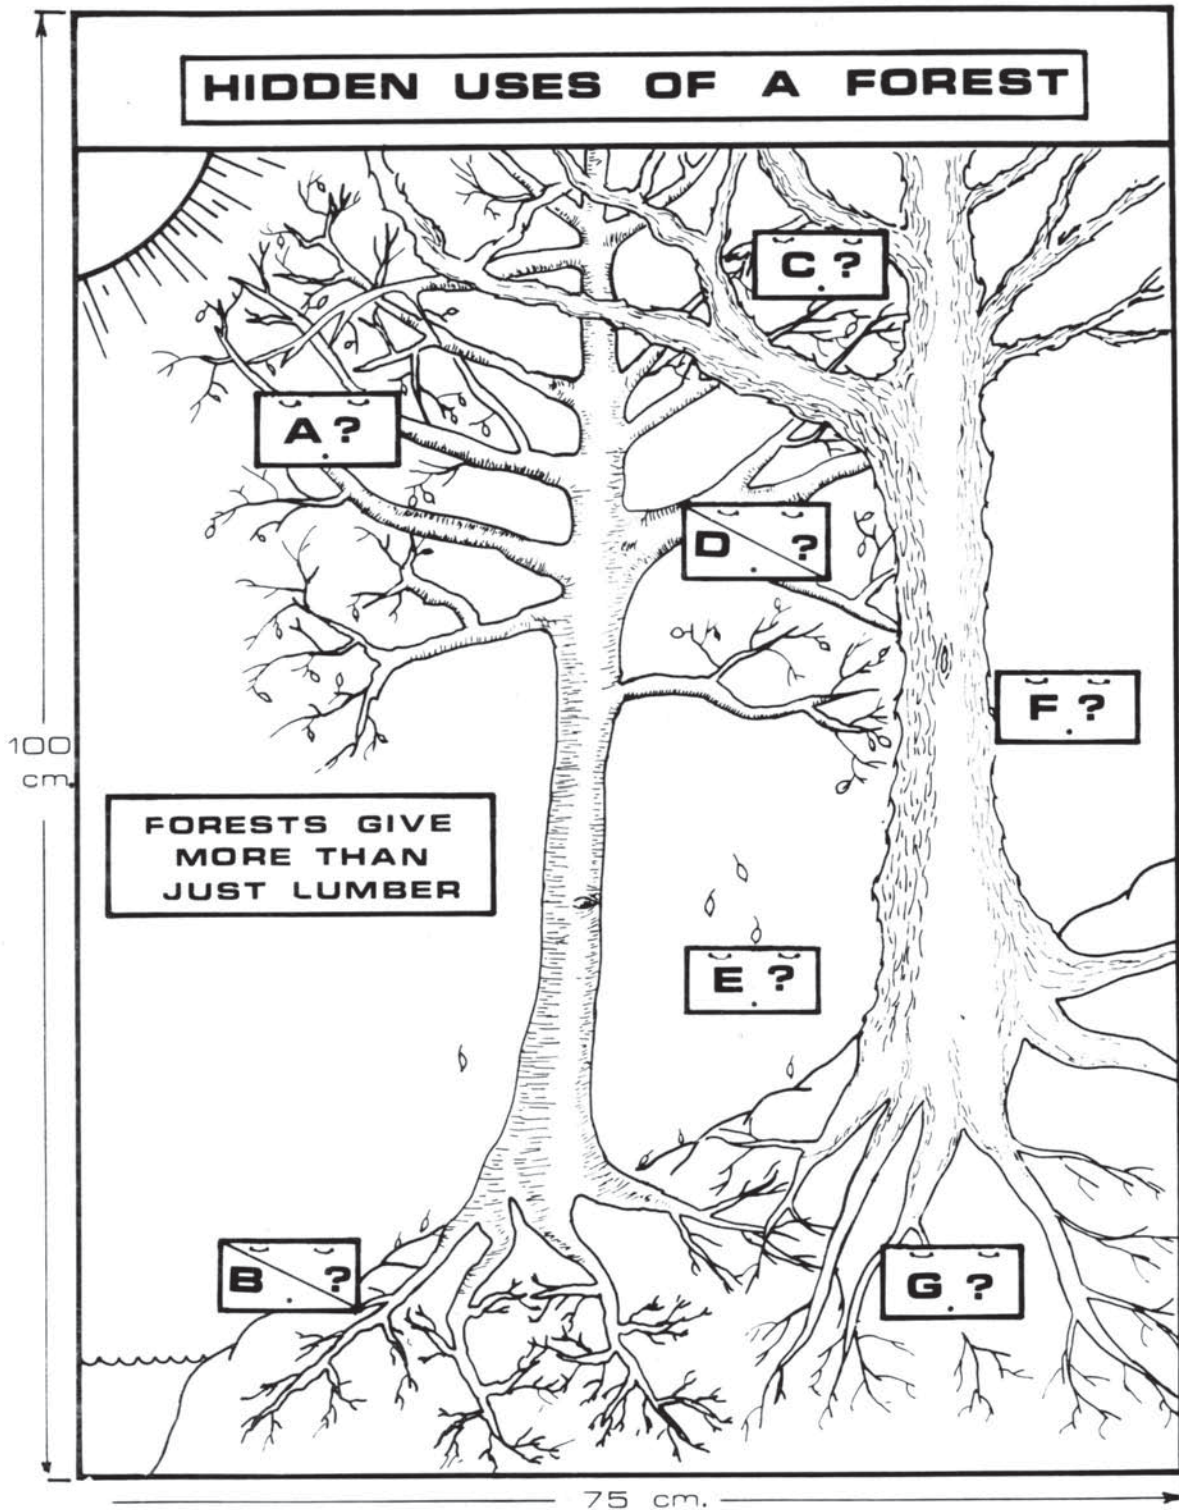 HIDDEN USES OF A FOREST
C ?
A ?
D ?
F ?
100
cm.
FORESTS GIVE
MORE THAN
JUST LUMBER
E ?
B ?
G ?
75 cm.